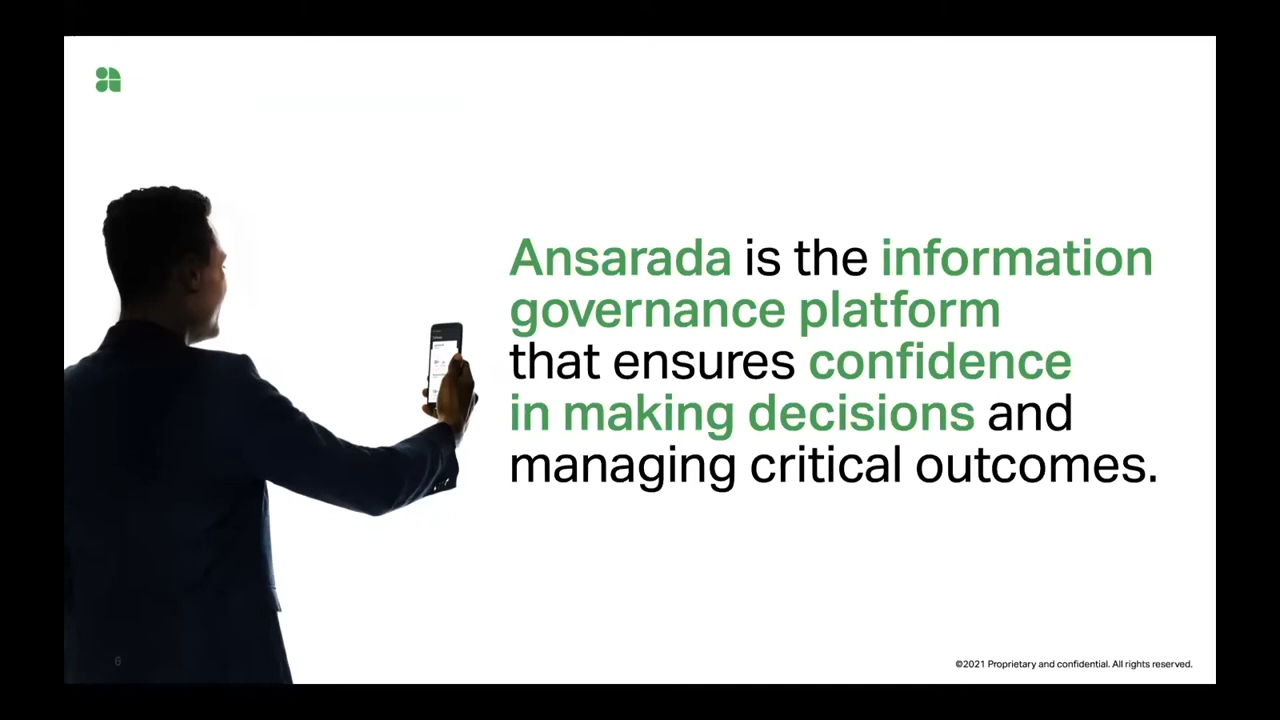 Ansarada is the information
governance platform
that ensures confidence
in making decisions and
managing critical outcomes.
6
©2021 Proprietary and confidential. All rights reserved.